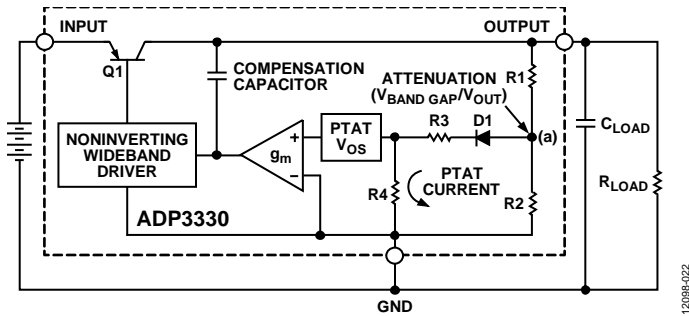 INPUT
OUTPUT
Q1
COMPENSATION
CAPACITOR
ATTENUATION
(VBAND GAP/VOUT)
R1
(a)
NONINVERTING
WIDEBAND
DRIVER
gm
+
−
PTAT
VOS
R3
D1
R4
PTAT
CURRENT
R2
CLOAD
RLOAD
ADP3330
GND
12098-022